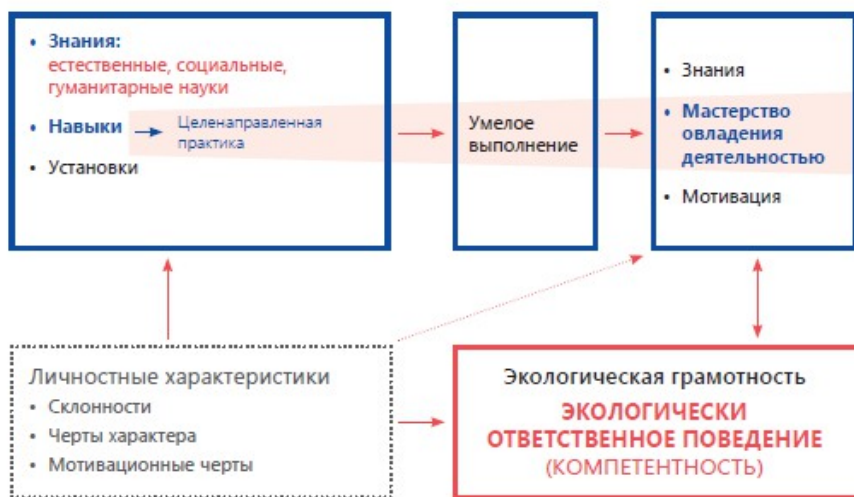 • Знания:
естественные, социальные,
гуманитарные науки
• Навыки
Целенаправленная
практика
• Установки
Умелое
выполнение
• Знания
• Мастерство
овладения
деятельностью
• Мотивация
Личностные характеристики
• Склонности
• Черты характера
• Мотивационные черты
Экологическая грамотность
ЭКОЛОГИЧЕСКИ
ОТВЕТСТВЕННОЕ ПОВЕДЕНИЕ
(КОМПЕТЕНТНОСТЬ)